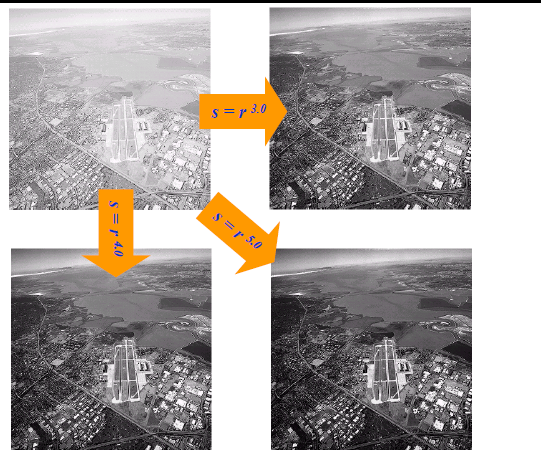 s = r 3.0
s = r 4.0
s = r 5.0